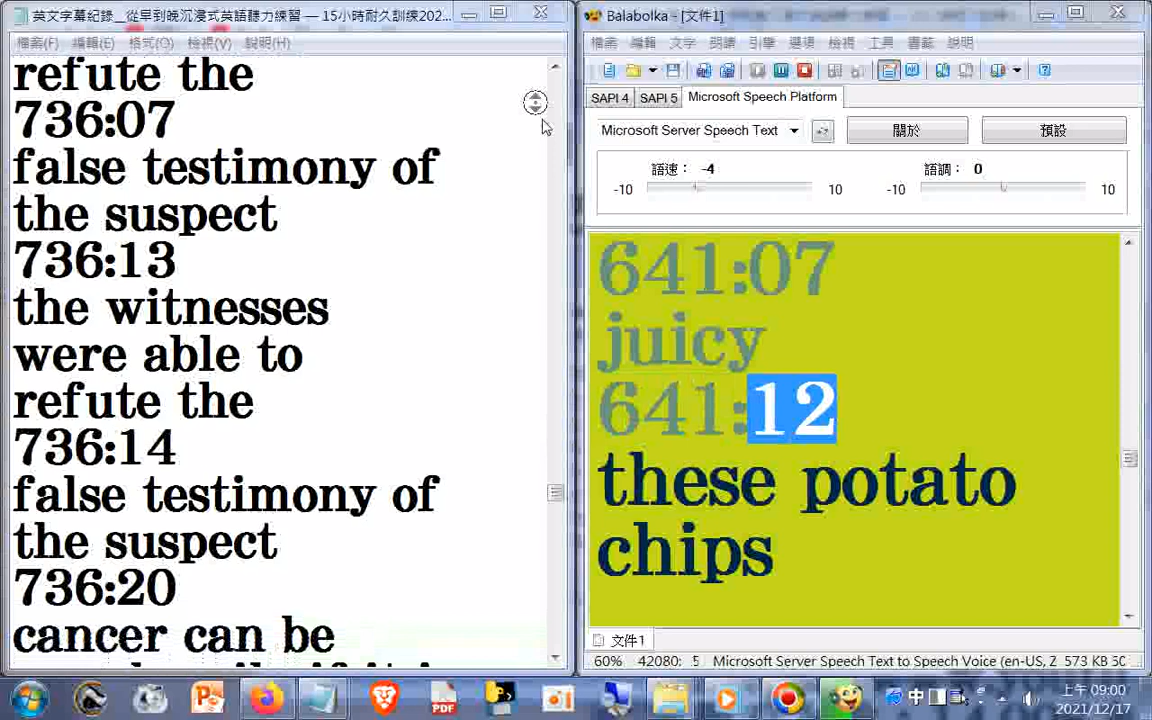 英文字幕紀錄__從早到晚沉浸式英語聽力練習 — 15小時耐久訓練202...
檔案(F) 編輯(E) 格式(O) 檢視(V) 說明(H)
refute the
736:07
false testimony of
the suspect
736:13
the witnesses
were able to
refute the
736:14
false testimony of
the suspect
736:20
cancer can be
Balabolka - [文件1]
檔案 編輯 文字 朗讀 引擎 選項 檢視 工具 書籤 說明
SAPI 4 SAPI 5 Microsoft Speech Platform
Microsoft Server Speech Text 關於 預設
語速： -4 語調： 0
-10 10 -10 10
641:07
juicy
641:12
these potato
chips
文件1
60% 42080: 5 Microsoft Server Speech Text to Speech Voice (en-US, Z 573 KB
PDF 中 上午 09:00
2021/12/17